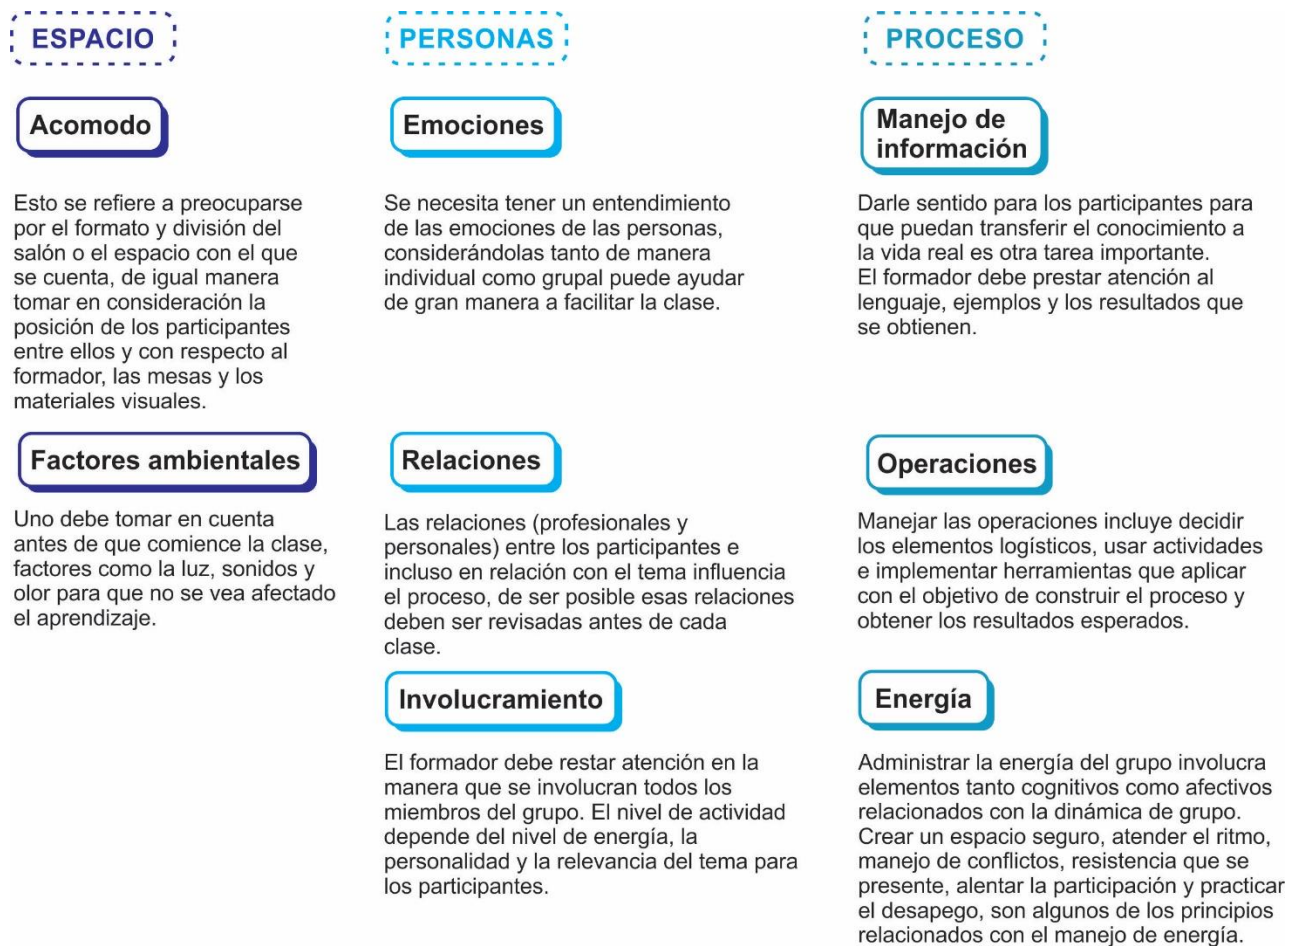 ESPACIO
Acomodo
Esto se refiere a preocuparse
por el formato y división del
salón o el espacio con el que
se cuenta, de igual manera
tomar en consideración la
posición de los participantes
entre ellos y con respecto al
formador, las mesas y los
materiales visuales.
Factores ambientales
Uno debe tomar en cuenta
antes de que comience la clase,
factores como la luz, sonidos y
olor para que no se vea afectado
el aprendizaje.
PERSONAS
Emociones
Se necesita tener un entendimiento
de las emociones de las personas,
considerándolas tanto de manera
individual como grupal puede ayudar
de gran manera a facilitar la clase.
Relaciones
Las relaciones (profesionales y
personales) entre los participantes e
incluso en relación con el tema influencia
el proceso, de ser posible esas relaciones
deben ser revisadas antes de cada
clase.
Involucramiento
El formador debe restar atención en la
manera que se involucran todos los
miembros del grupo. El nivel de actividad
depende del nivel de energía, la
personalidad y la relevancia del tema para
los participantes.
PROCESO
Manejo de
información
Darle sentido para los participantes para
que puedan transferir el conocimiento a
la vida real es otra tarea importante.
El formador debe prestar atención al
lenguaje, ejemplos y los resultados que
se obtienen.
Operaciones
Manejar las operaciones incluye decidir
los elementos logísticos, usar actividades
e implementar herramientas que aplicar
con el objetivo de construir el proceso y
obtener los resultados esperados.
Energía
Administrar la energía del grupo involucra
elementos tanto cognitivos como afectivos
relacionados con la dinámica de grupo.
Crear un espacio seguro, atender el ritmo,
manejo de conflictos, resistencia que se
presente, alentar la participación y practicar
el desapego, son algunos de los principios
relacionados con el manejo de energía.